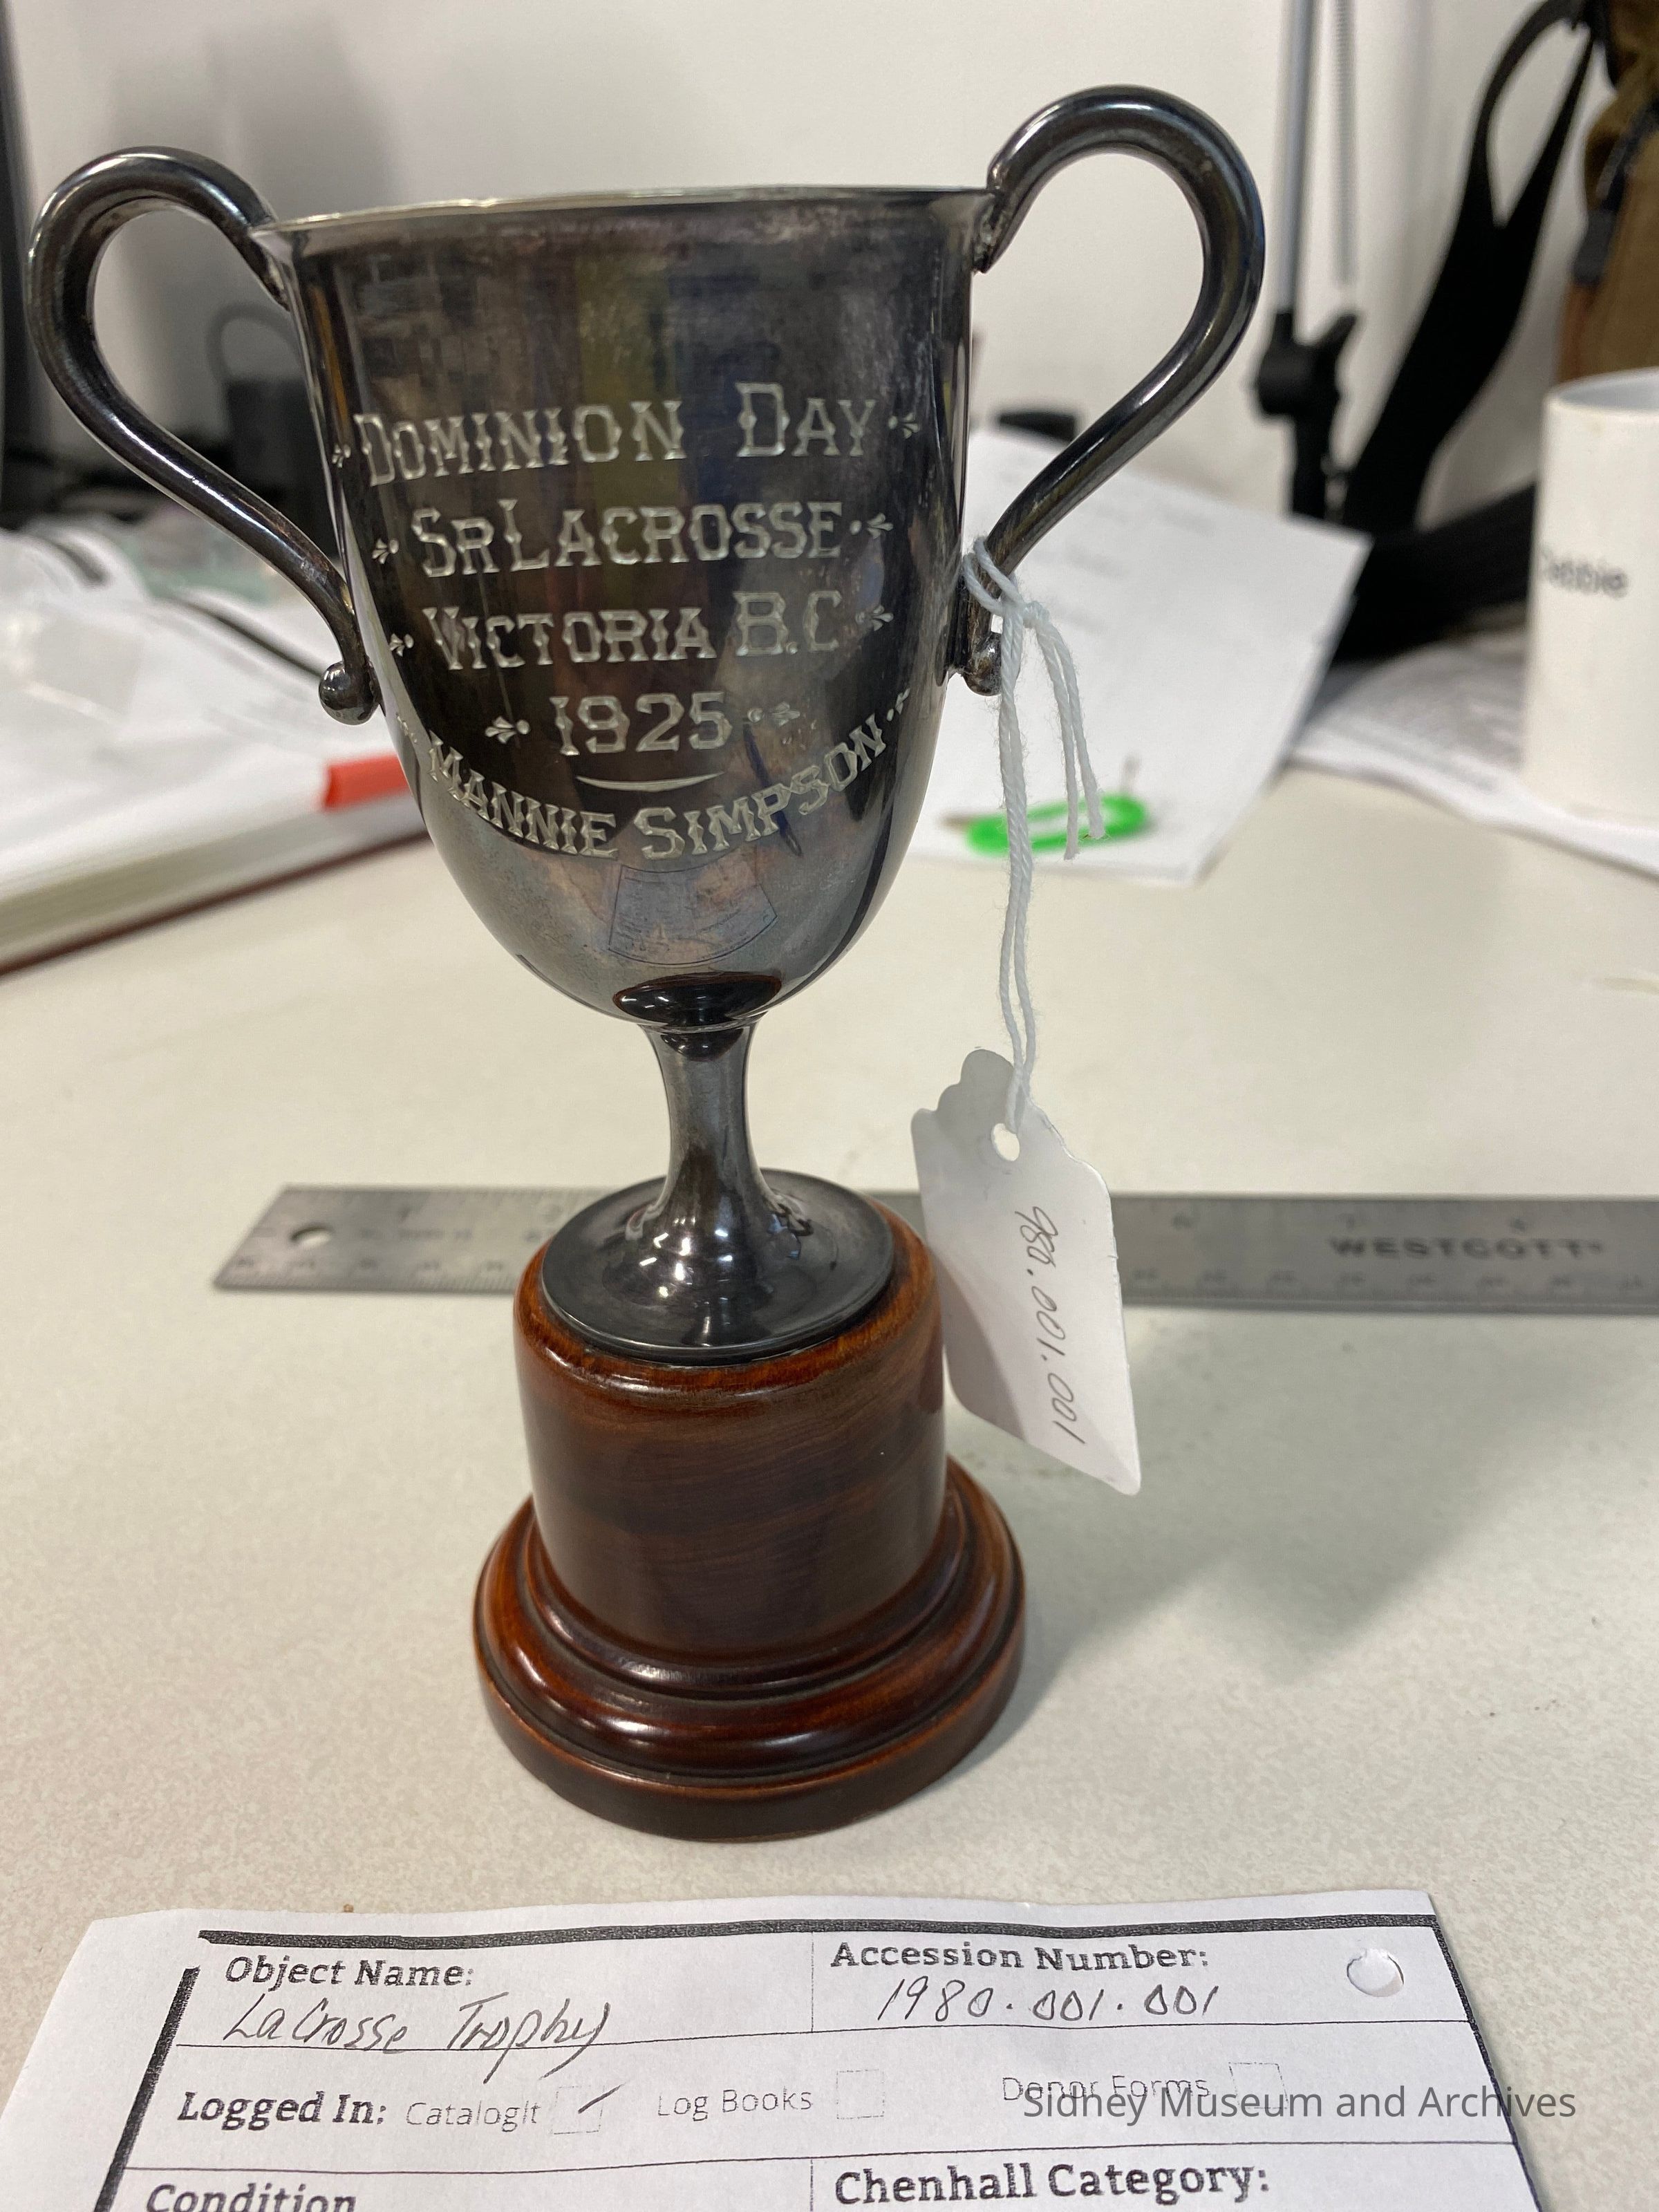 DOMINION DAY
SR LACROSSE
VICTORIA B.C
1925
MANNIE SIMPSON
980.001.001
WESTCOTT
Object Name:
LaCrosse Trophy
Accession Number:
1980.001.001
Logged In: CatalogIt Log Books Donor Forms
Sidney Museum and Archives
Condition
Chenhall Category: